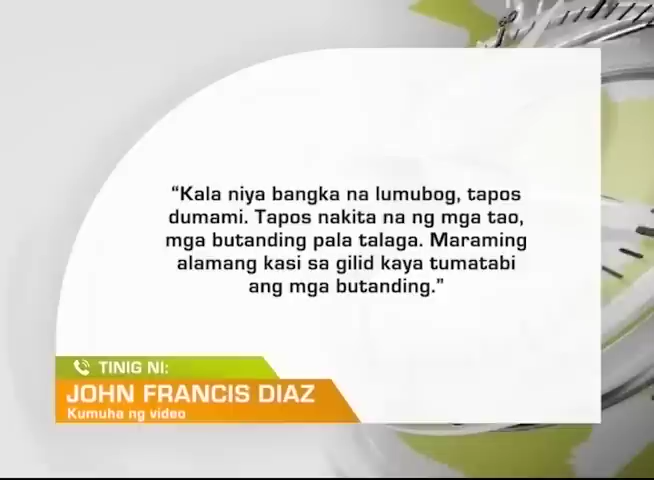 “Kala niya bangka na lumubog, tapos
dumami. Tapos nakita na ng mga tao,
mga butanding pala talaga. Maraming
alamang kasi sa gilid kaya tumatabi
ang mga butanding.”
TINIG NI:
JOHN FRANCIS DIAZ
Kumuha ng video